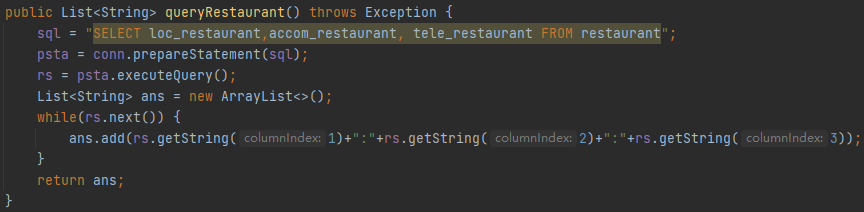 public List<String> queryRestaurant() throws Exception {
    sql = "SELECT loc_restaurant,accom_restaurant, tele_restaurant FROM restaurant";
    psta = conn.prepareStatement(sql);
    rs = psta.executeQuery();
    List<String> ans = new ArrayList<>();
    while(rs.next()) {
        ans.add(rs.getString( columnIndex: 1)+":"+rs.getString( columnIndex: 2)+":"+rs.getString( columnIndex: 3));
    }
    return ans;
}